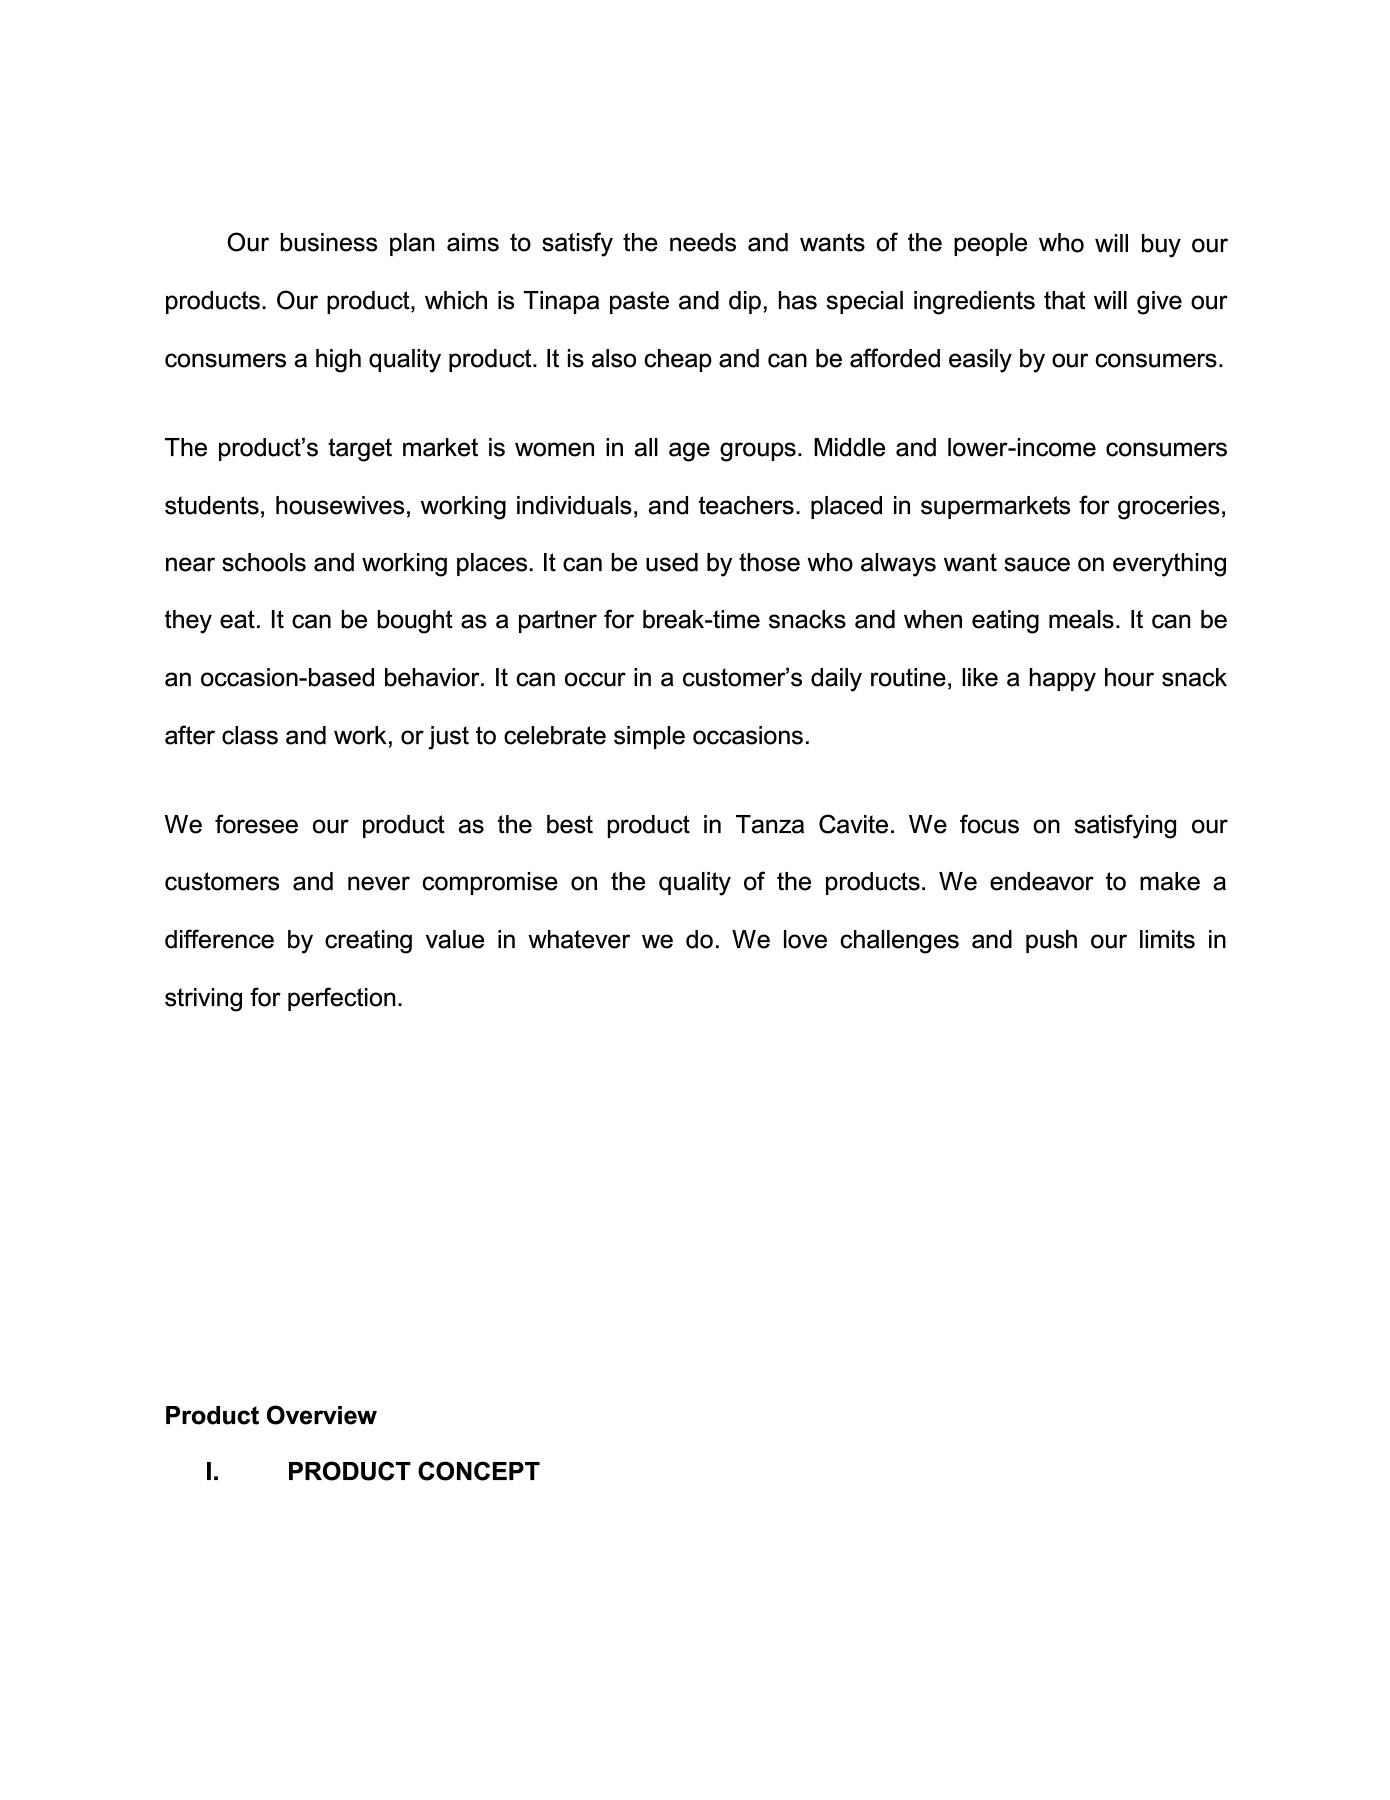 Our business plan aims to satisfy the needs and wants of the people who will buy our
products. Our product, which is Tinapa paste and dip, has special ingredients that will give our
consumers a high quality product. It is also cheap and can be afforded easily by our consumers.
The product’s target market is women in all age groups. Middle and lower-income consumers
students, housewives, working individuals, and teachers. placed in supermarkets for groceries,
near schools and working places. It can be used by those who always want sauce on everything
they eat. It can be bought as a partner for break-time snacks and when eating meals. It can be
an occasion-based behavior. It can occur in a customer’s daily routine, like a happy hour snack
after class and work, or just to celebrate simple occasions.
We foresee our product as the best product in Tanza Cavite. We focus on satisfying our
customers and never compromise on the quality of the products. We endeavor to make a
difference by creating value in whatever we do. We love challenges and push our limits in
striving for perfection.
Product Overview
I. PRODUCT CONCEPT